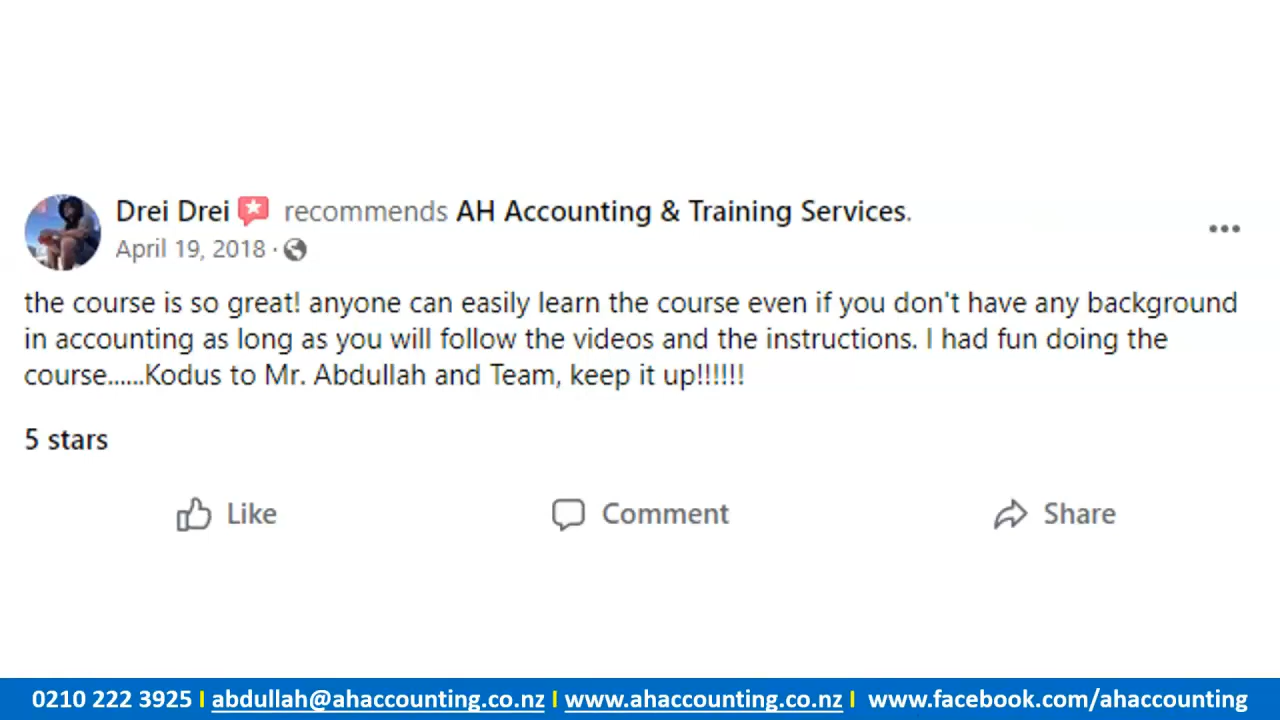 Drei Drei recommends AH Accounting & Training Services.
April 19, 2018 ·
the course is so great! anyone can easily learn the course even if you don't have any background
in accounting as long as you will follow the videos and the instructions. I had fun doing the
course......Kodus to Mr. Abdullah and Team, keep it up!!!!!!
5 stars
Like Comment Share
0210 222 3925 I abdullah@ahaccounting.co.nz I www.ahaccounting.co.nz I www.facebook.com/ahaccounting